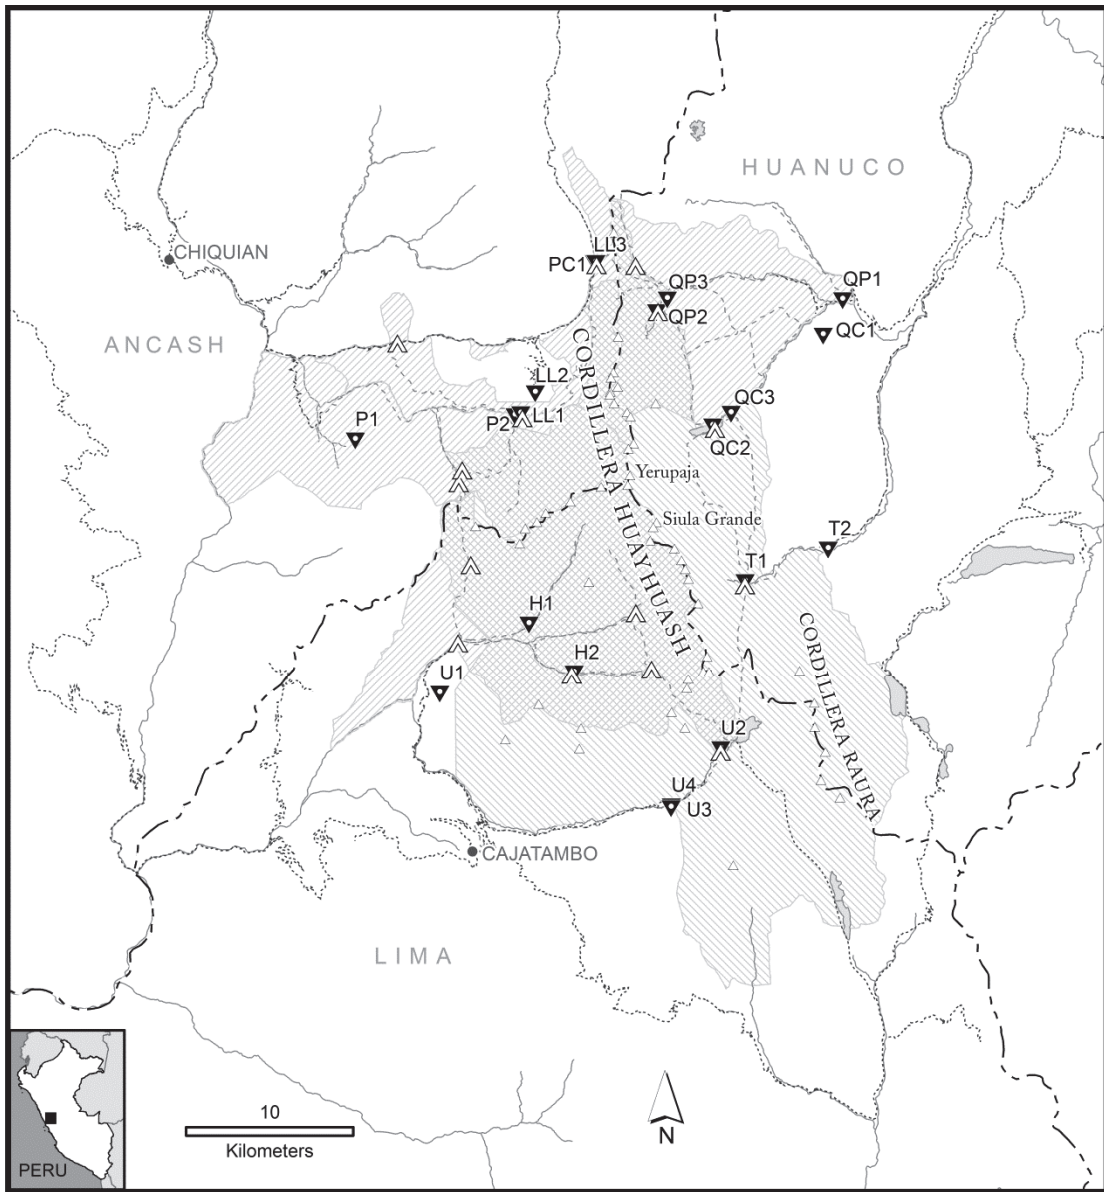 HUANUCO
CHIQUIAN
LL3
PC1
QP3
QP1
QP2
QC1
ANCASH
LL2
QC3
P1
P2
LL1
QC2
Yerupaja
Siula Grande
CORDILLERA HUAYHUASH
T2
T1
H1
CORDILLERA RAURA
H2
U1
U2
U4
U3
CAJATAMBO
LIMA
10
Kilometers
N
PERU